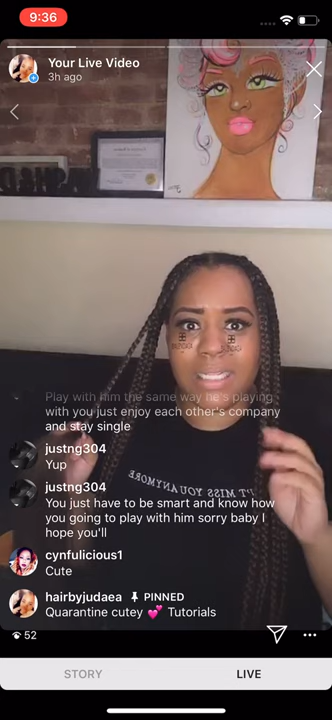 9:36
Your Live Video
3h ago
Play with him the same way he's playing
with you just enjoy each other's company
and stay single
justng304
Yup
justng304
You just have to be smart and know how
you going to play with him sorry baby I
hope you'll
cynfulicious1
Cute
hairbyjudaea PINNED
Quarantine cutey 💕 Tutorials
52
STORY LIVE
I MISS YOU ANYMORE